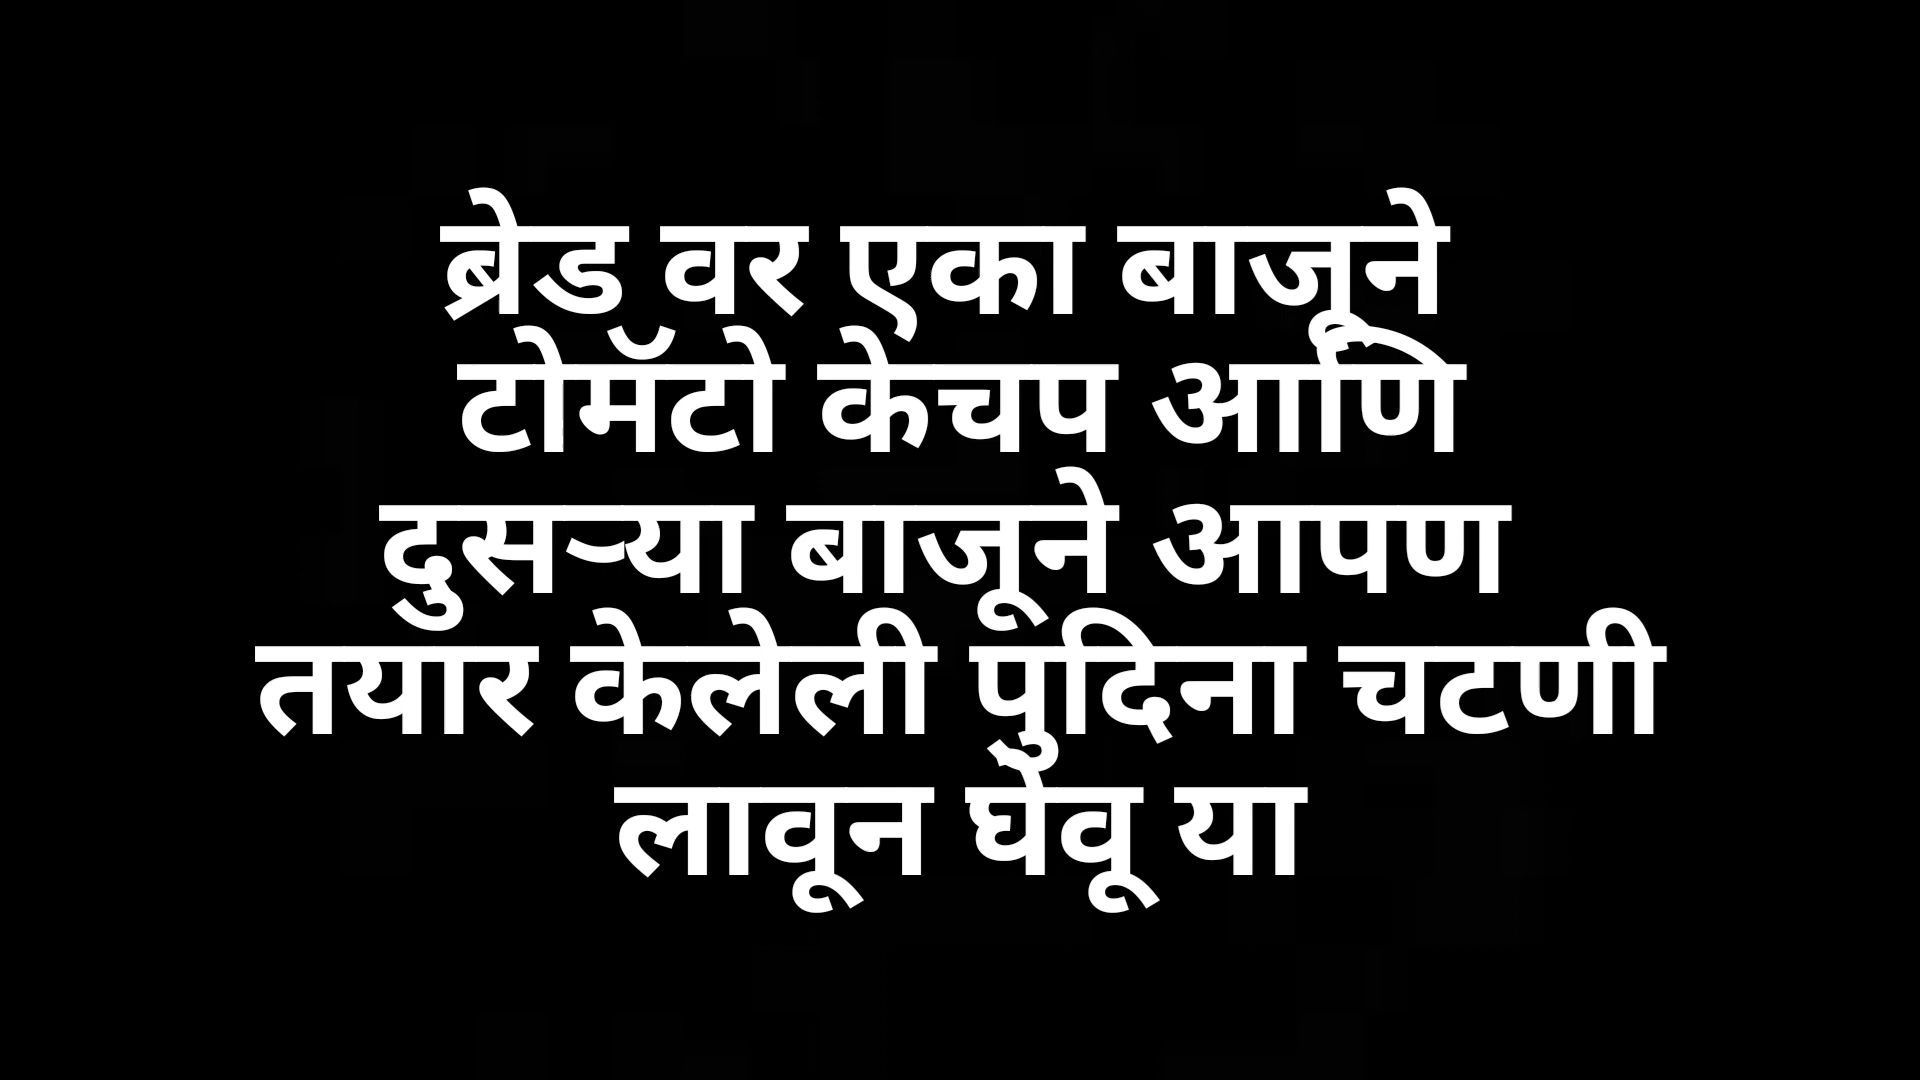 ब्रेड वर एका बाजूने
टोमॅटो केचप आणि
दुसऱ्या बाजूने आपण
तयार केलेली पुदिना चटणी
लावून घेवू या